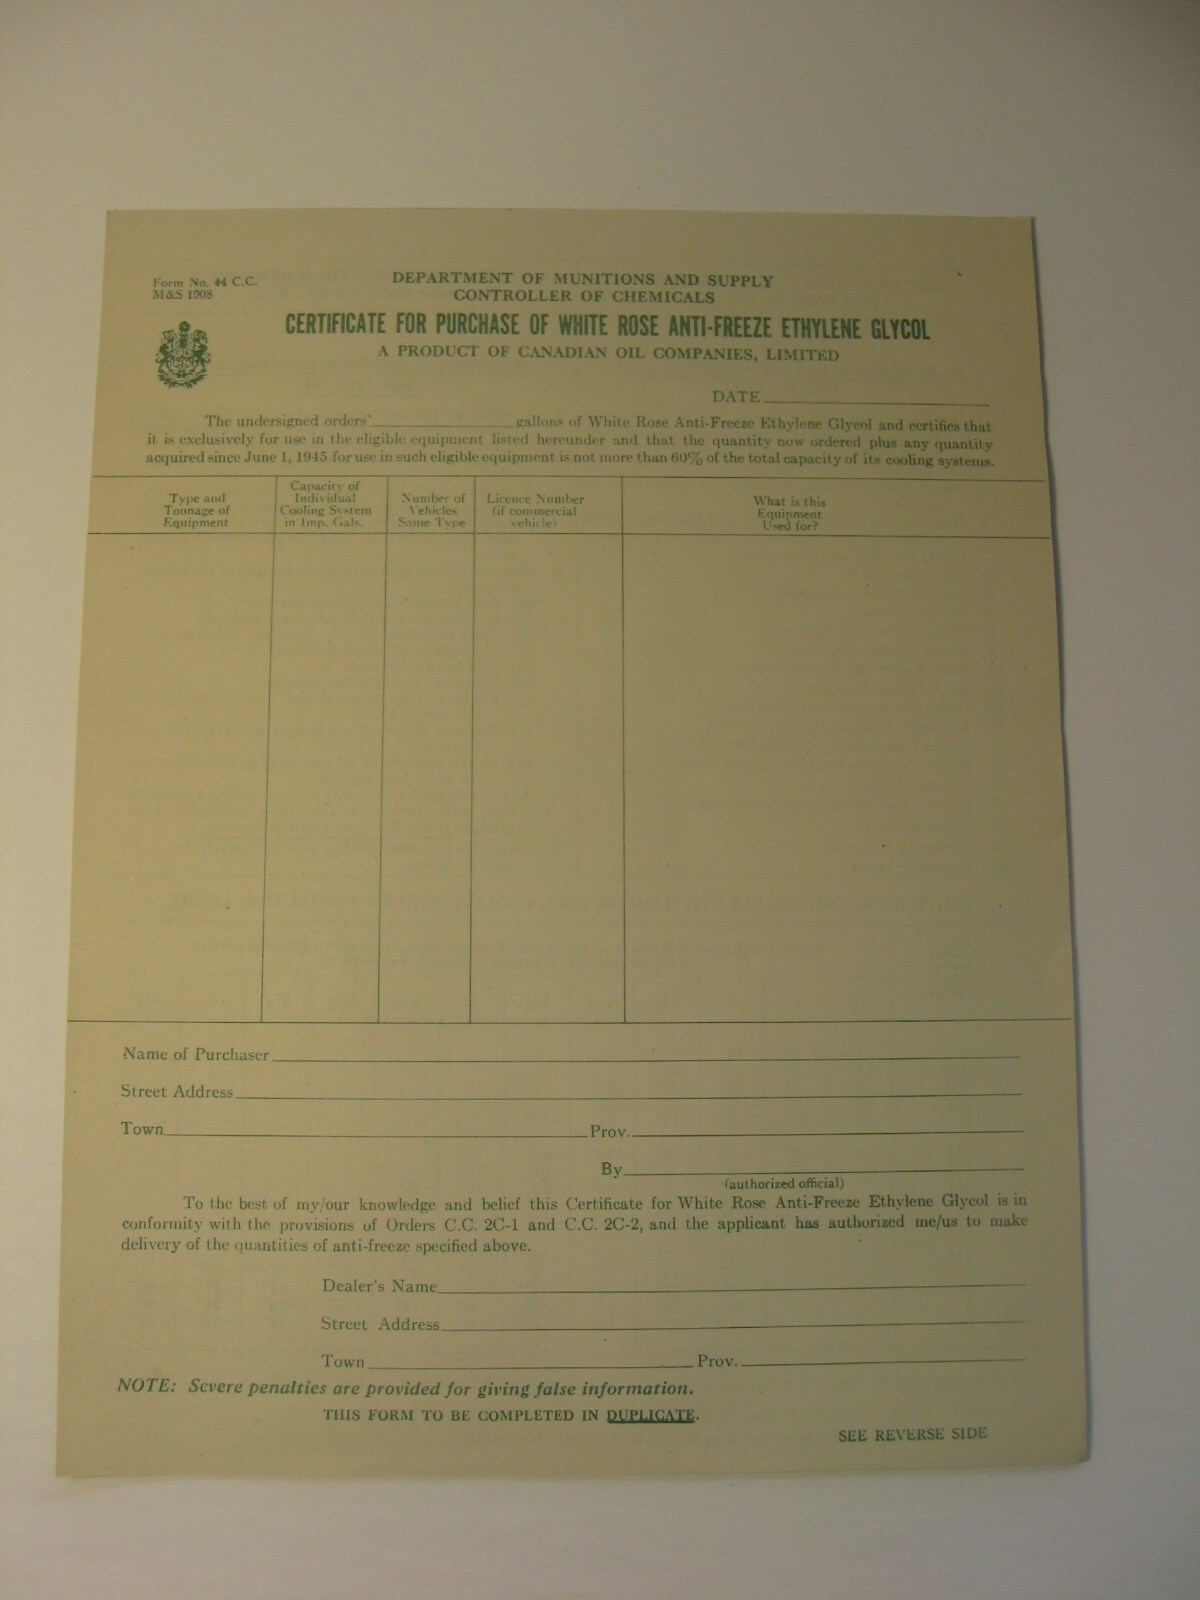 Form No. 44 C.C.
M&S 1908
DEPARTMENT OF MUNITIONS AND SUPPLY
CONTROLLER OF CHEMICALS
CERTIFICATE FOR PURCHASE OF WHITE ROSE ANTI-FREEZE ETHYLENE GLYCOL
A PRODUCT OF CANADIAN OIL COMPANIES, LIMITED
DATE
The undersigned orders gallons of White Rose Anti-Freeze Ethylene Glycol and certifies that
it is exclusively for use in the eligible equipment listed hereunder and that the quantity now ordered plus any quantity
acquired since June 1, 1945 for use in such eligible equipment is not more than 60% of the total capacity of its cooling systems.
Type and
Tonnage of
Equipment
Capacity of
Individual
Cooling System
in Imp. Gals.
Number of
Vehicles
Same Type
Licence Number
(if commercial
vehicle)
What is this
Equipment
Used for?
Name of Purchaser
Street Address
Town Prov.
By
(authorized official)
To the best of my/our knowledge and belief this Certificate for White Rose Anti-Freeze Ethylene Glycol is in
conformity with the provisions of Orders C.C. 2C-1 and C.C. 2C-2, and the applicant has authorized me/us to make
delivery of the quantities of anti-freeze specified above.
Dealer's Name
Street Address
Town Prov.
NOTE: Severe penalties are provided for giving false information.
THIS FORM TO BE COMPLETED IN DUPLICATE.
SEE REVERSE SIDE